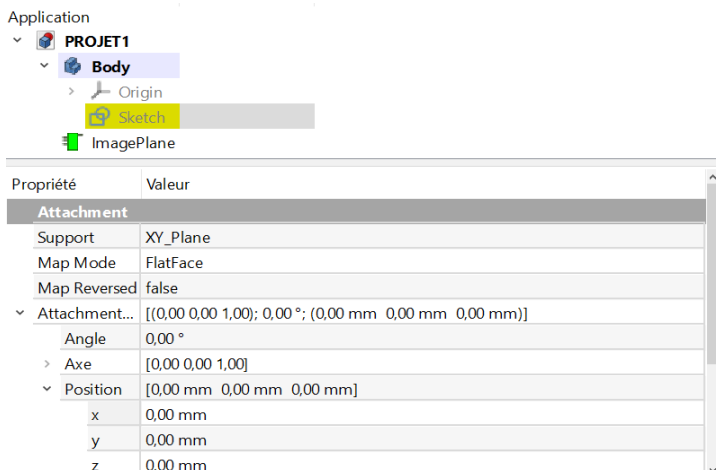 Application
PROJET1
Body
Origin
Sketch
ImagePlane
Propriété Valeur
Attachment
Support XY_Plane
Map Mode FlatFace
Map Reversed false
Attachment... [(0,00 0,00 1,00); 0,00 °; (0,00 mm 0,00 mm 0,00 mm)]
Angle 0,00 °
Axe [0,00 0,00 1,00]
Position [0,00 mm 0,00 mm 0,00 mm]
x 0,00 mm
y 0,00 mm
z 0,00 mm